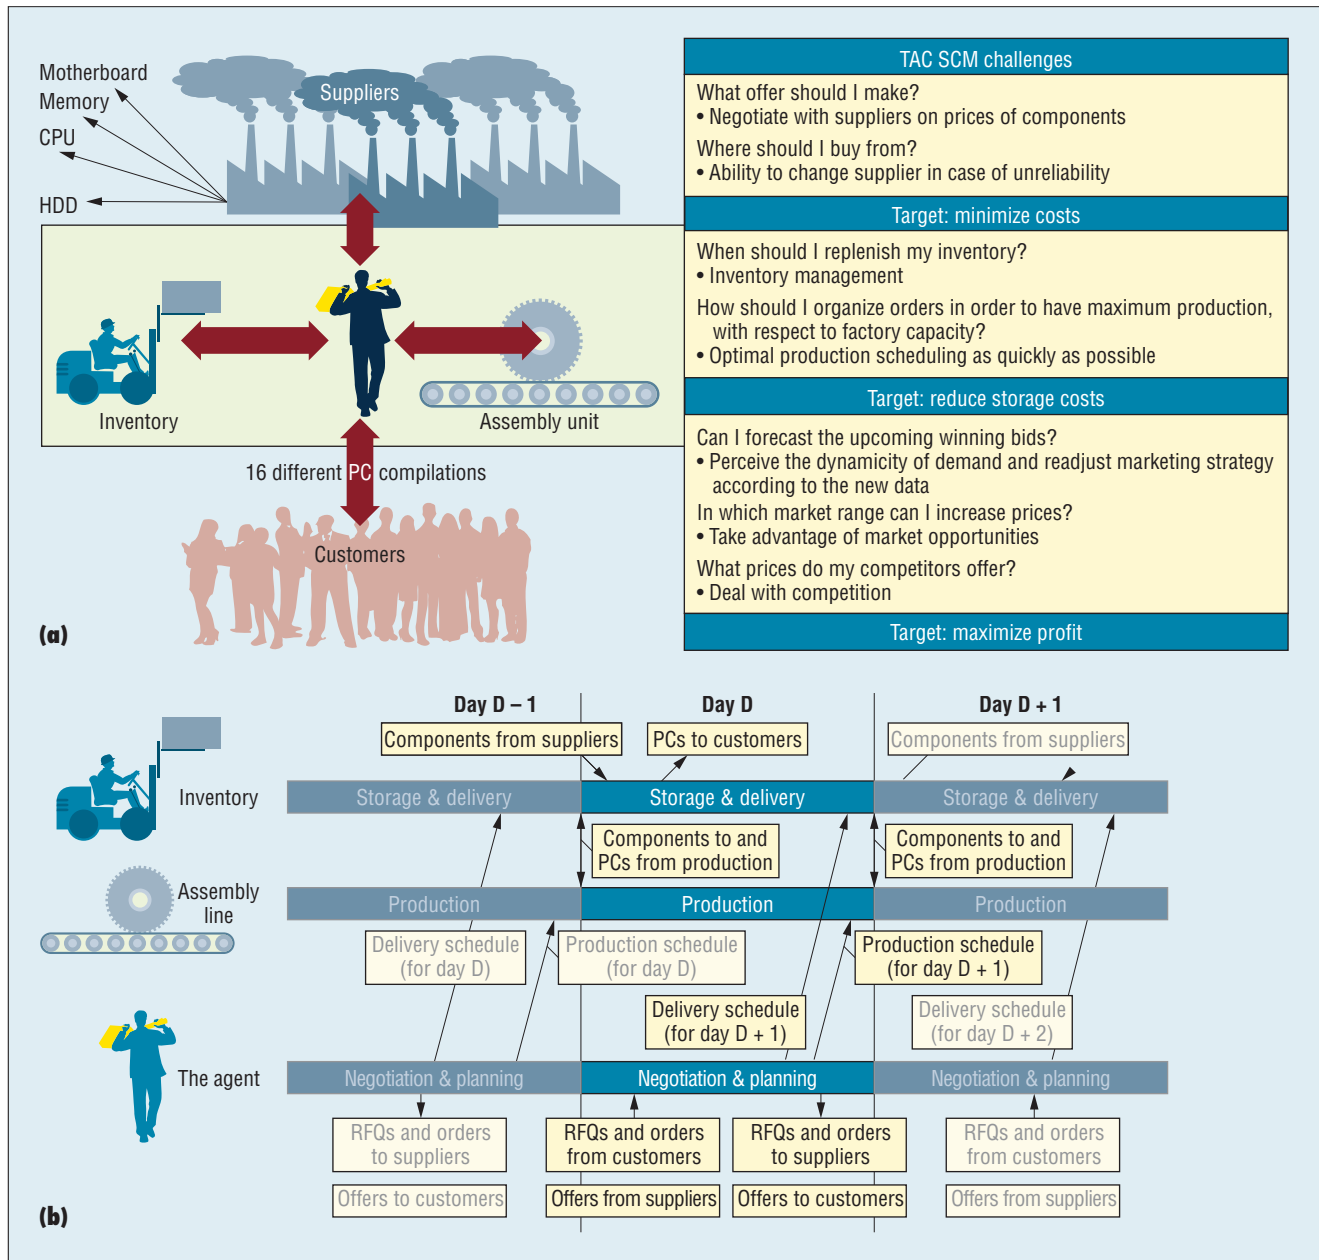 Motherboard
Memory
CPU
HDD
Suppliers
Inventory
Assembly unit
16 different PC compilations
Customers
(a)
TAC SCM challenges
What offer should I make?
• Negotiate with suppliers on prices of components
Where should I buy from?
• Ability to change supplier in case of unreliability
Target: minimize costs
When should I replenish my inventory?
• Inventory management
How should I organize orders in order to have maximum production,
with respect to factory capacity?
• Optimal production scheduling as quickly as possible
Target: reduce storage costs
Can I forecast the upcoming winning bids?
• Perceive the dynamicity of demand and readjust marketing strategy
according to the new data
In which market range can I increase prices?
• Take advantage of market opportunities
What prices do my competitors offer?
• Deal with competition
Target: maximize profit
Day D – 1
Day D
Day D + 1
Components from suppliers
PCs to customers
Components from suppliers
Inventory
Storage & delivery
Storage & delivery
Storage & delivery
Components to and
PCs from production
Components to and
PCs from production
Assembly
line
Production
Production
Production
Delivery schedule
(for day D)
Production schedule
(for day D)
Production schedule
(for day D + 1)
Delivery schedule
(for day D + 1)
Delivery schedule
(for day D + 2)
The agent
Negotiation & planning
Negotiation & planning
Negotiation & planning
RFQs and orders
to suppliers
RFQs and orders
from customers
RFQs and orders
to suppliers
RFQs and orders
from customers
Offers to customers
Offers from suppliers
Offers to customers
Offers from suppliers
(b)